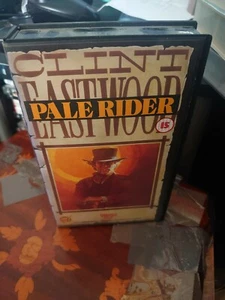 CLINT
EASTWOOD
PALE RIDER
15